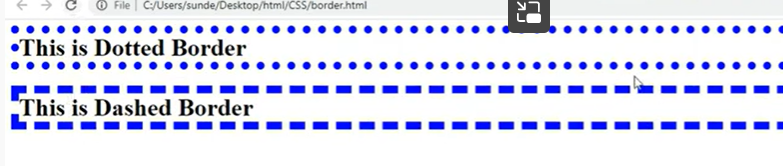 File | C:/Users/sunde/Desktop/html/CSS/border.html
This is Dotted Border
This is Dashed Border